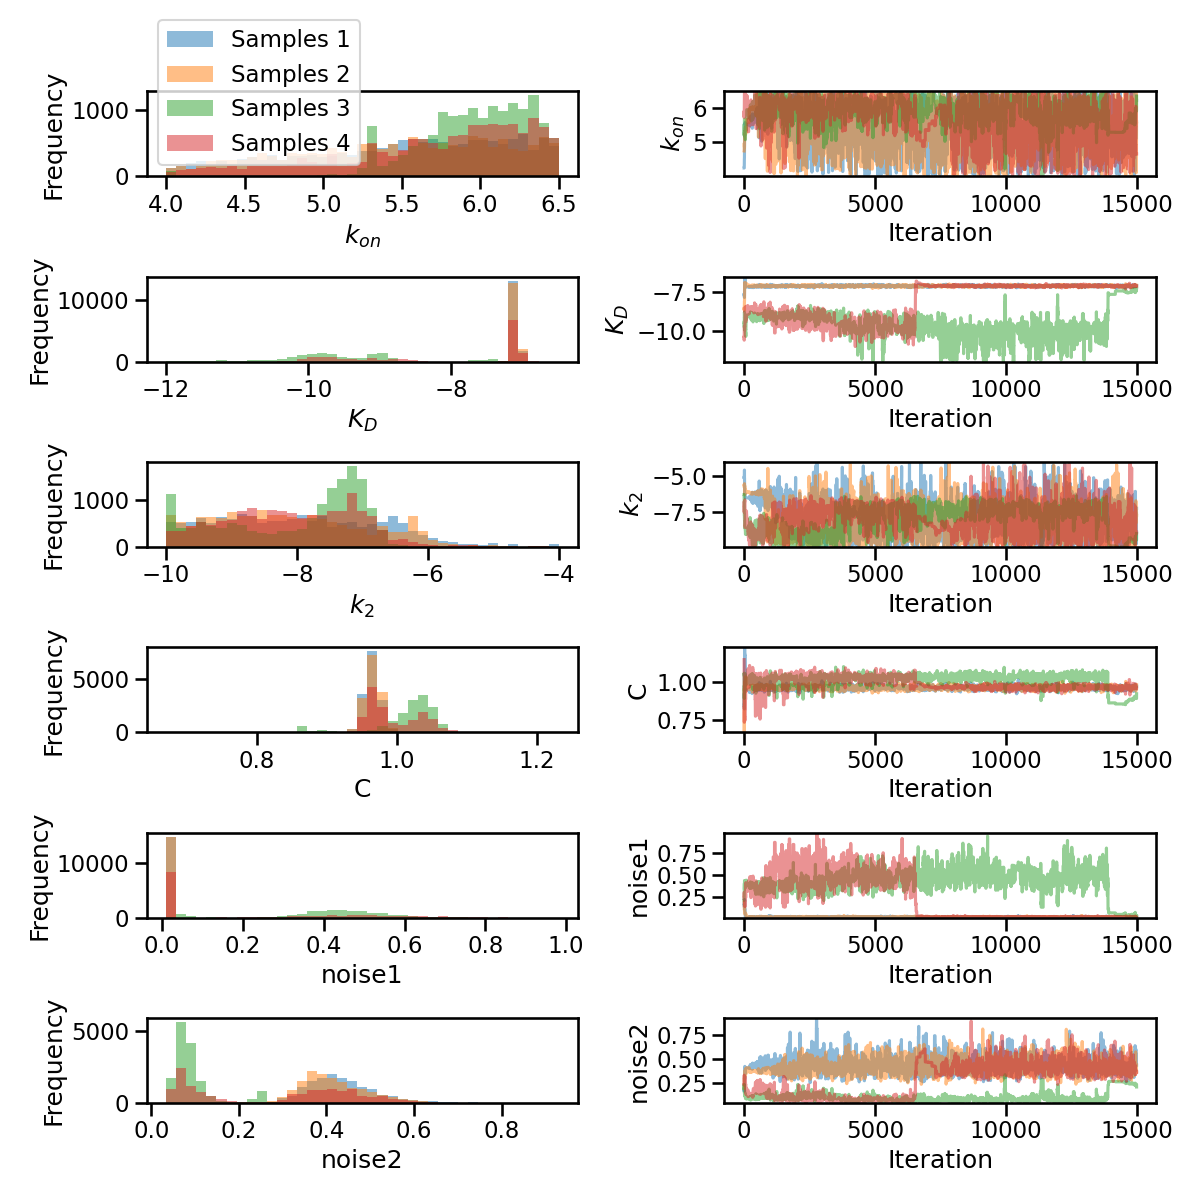 Samples 1
Samples 2
Samples 3
Samples 4
Frequency
1000
0
4.0 4.5 5.0 5.5 6.0 6.5
k_on
6
5
k_on
0 5000 10000 15000
Iteration
Frequency
10000
0
−12 −10 −8
K_D
−7.5
−10.0
K_D
0 5000 10000 15000
Iteration
Frequency
1000
0
−10 −8 −6 −4
k_2
−5.0
−7.5
k_2
0 5000 10000 15000
Iteration
Frequency
5000
0
0.8 1.0 1.2
C
1.00
0.75
C
0 5000 10000 15000
Iteration
Frequency
10000
0
0.0 0.2 0.4 0.6 0.8 1.0
noise1
0.75
0.50
0.25
noise1
0 5000 10000 15000
Iteration
Frequency
5000
0
0.0 0.2 0.4 0.6 0.8
noise2
0.75
0.50
0.25
noise2
0 5000 10000 15000
Iteration